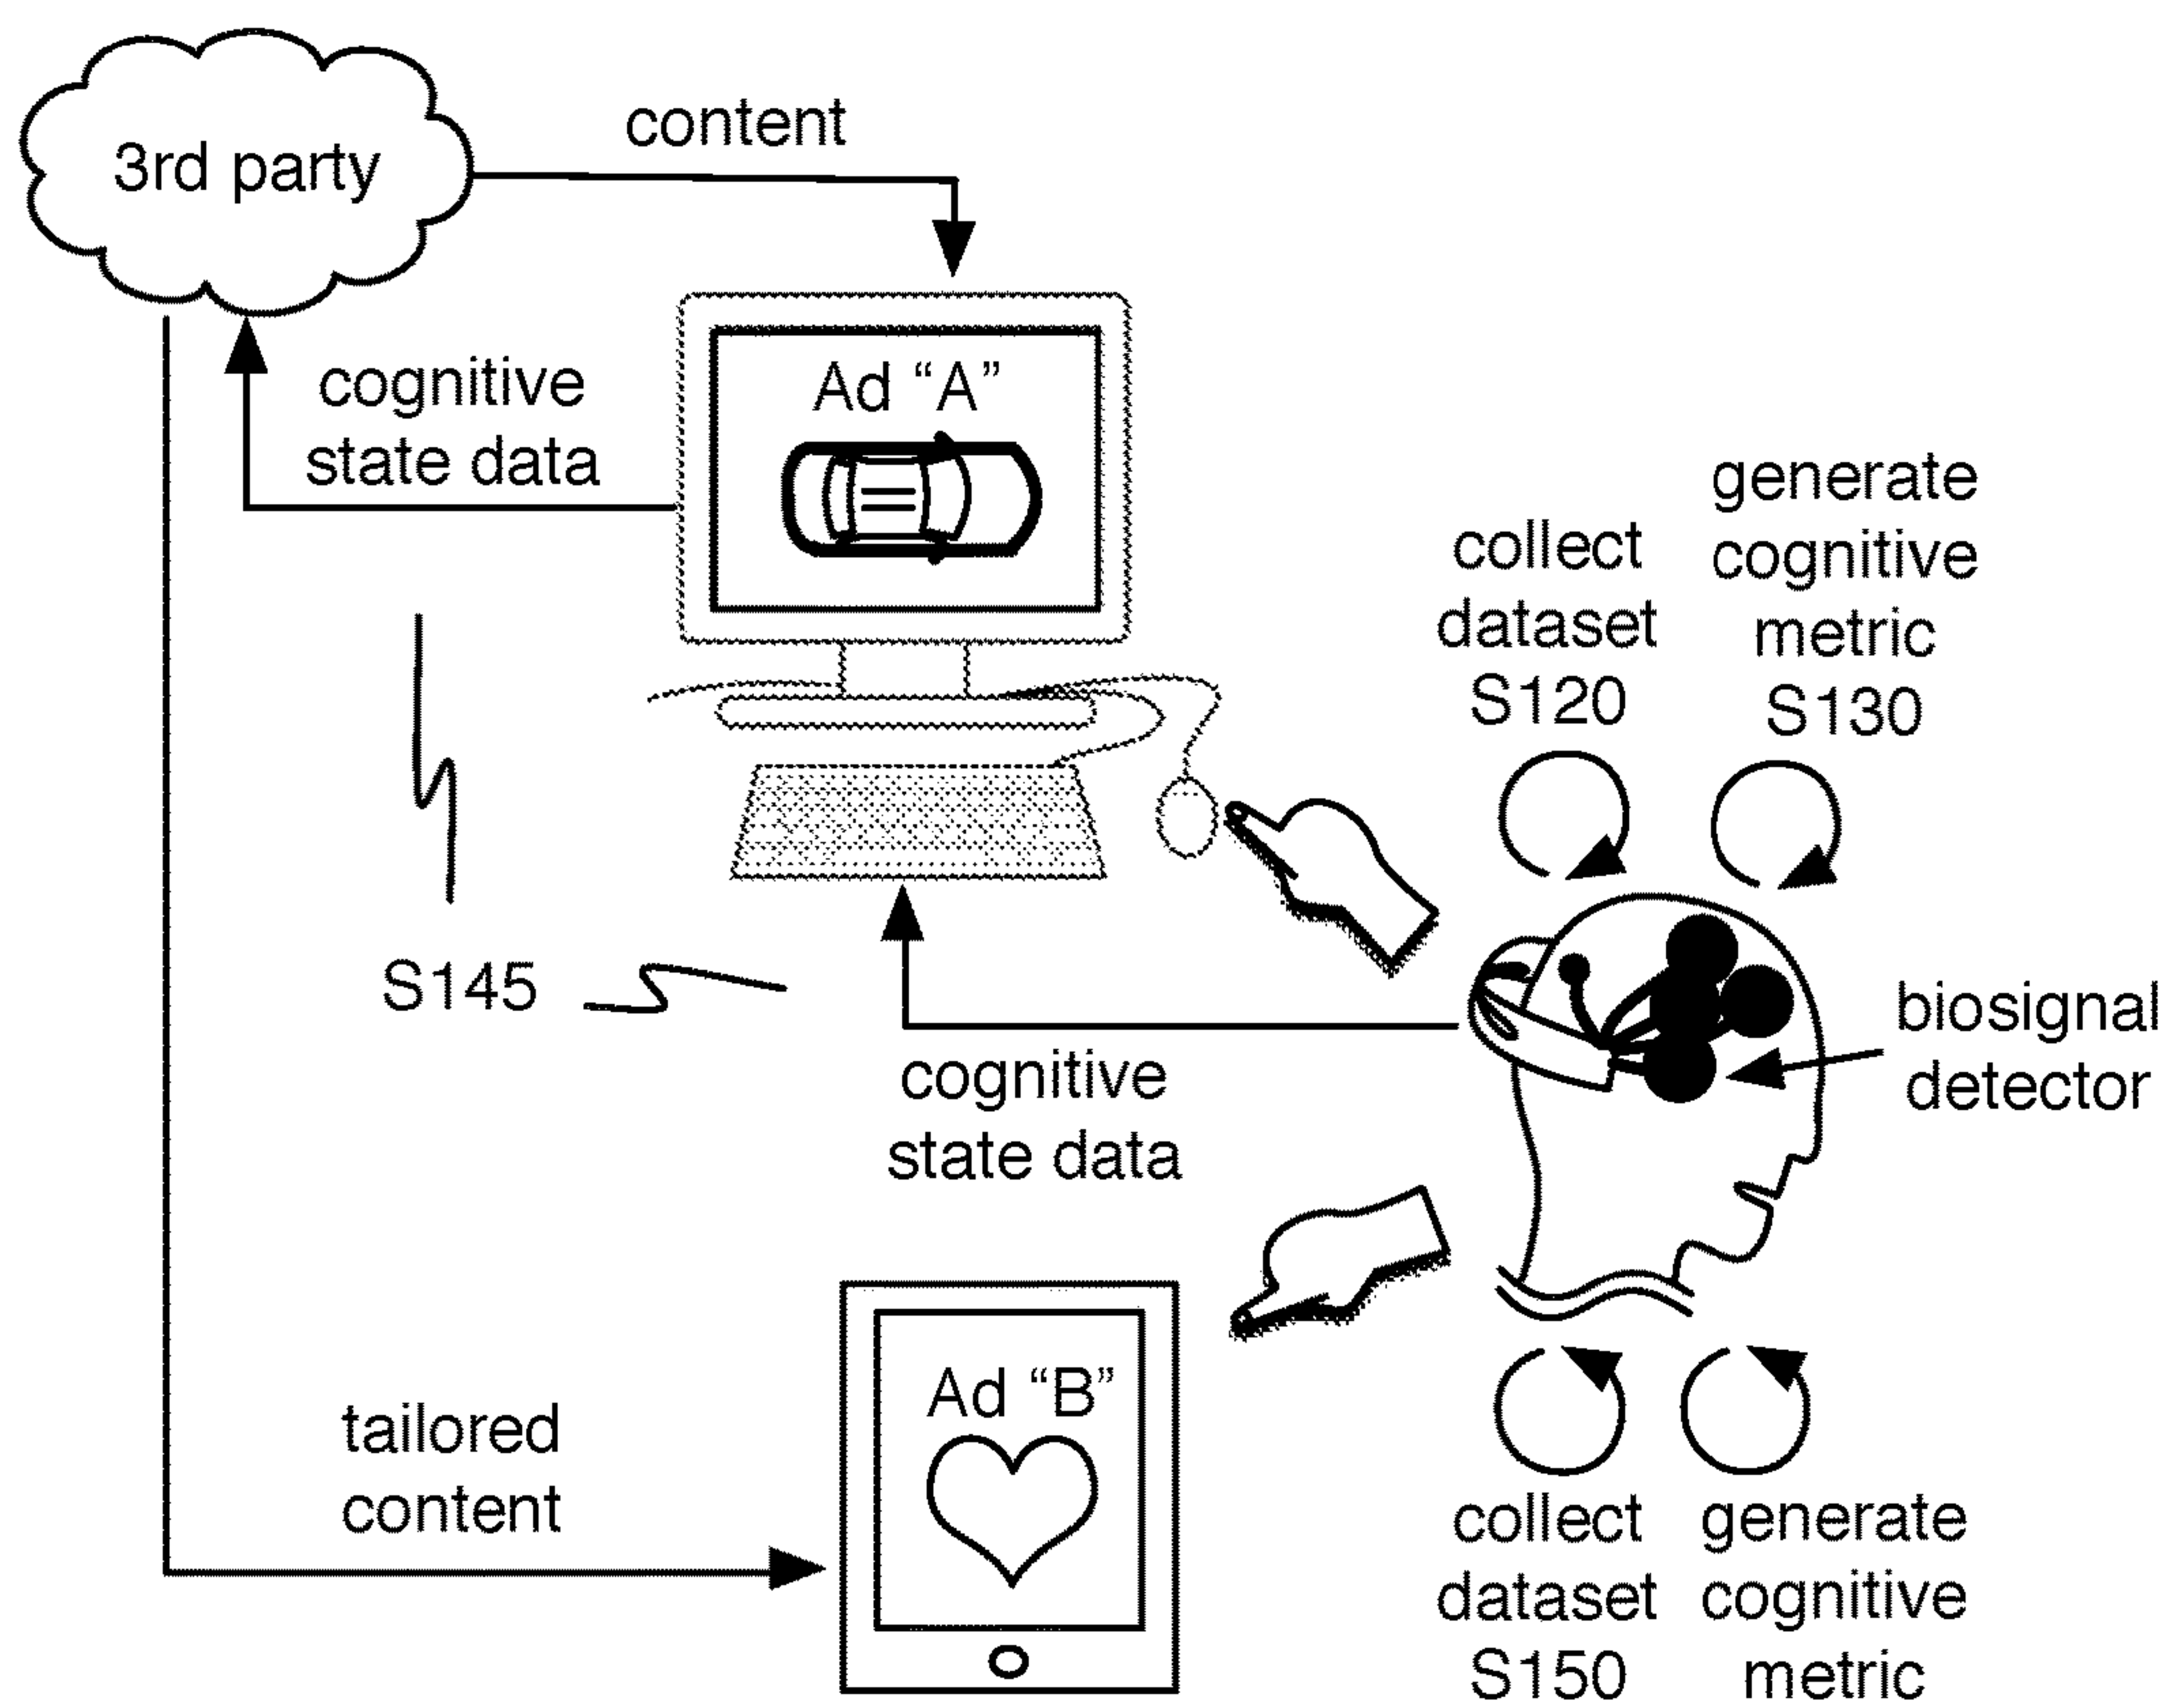 3rd party
content
cognitive
state data
Ad “A”
collect
dataset
S120
generate
cognitive
metric
S130
S145
cognitive
state data
biosignal
detector
tailored
content
Ad “B”
collect
dataset
S150
generate
cognitive
metric